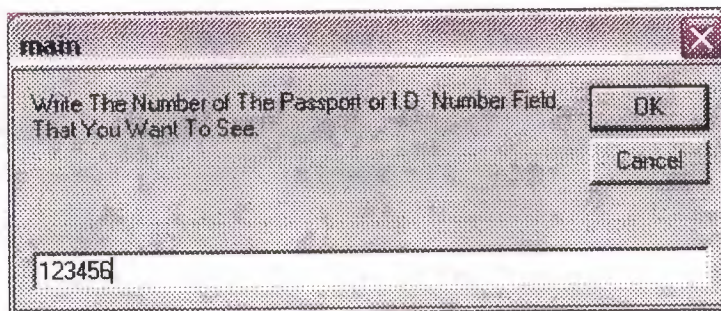 main
Write The Number of The Passport or I.D. Number Field,
That You Want To See.
OK
Cancel
123456